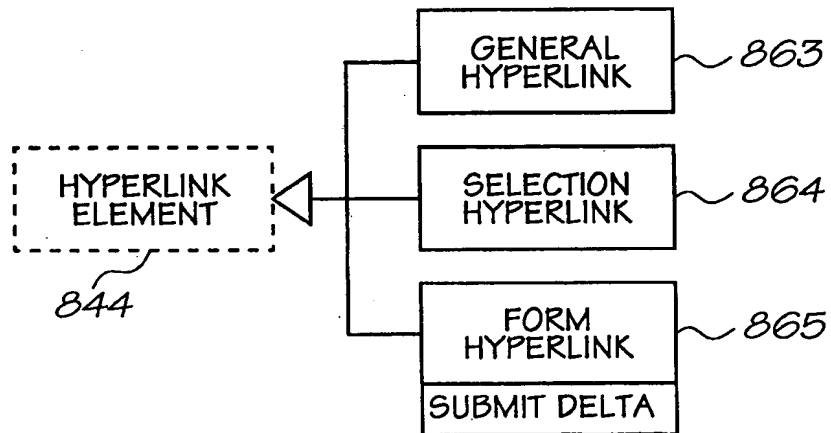 GENERAL
HYPERLINK
863
HYPERLINK
ELEMENT
844
SELECTION
HYPERLINK
864
FORM
HYPERLINK
865
SUBMIT DELTA